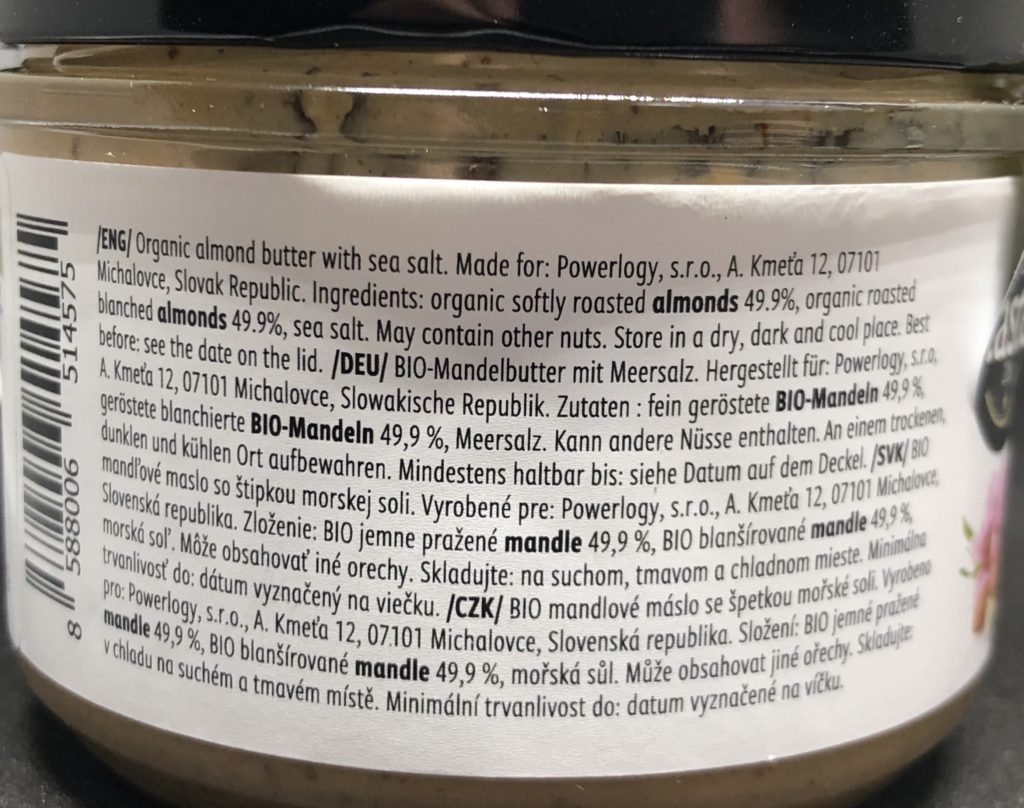 /ENG/ Organic almond butter with sea salt. Made for: Powerlogy, s.r.o., A. Kmeťa 12, 07101
Michalovce, Slovak Republic. Ingredients: organic softly roasted almonds 49.9%, organic roasted
blanched almonds 49.9%, sea salt. May contain other nuts. Store in a dry, dark and cool place. Best
before: see the date on the lid. /DEU/ BIO-Mandelbutter mit Meersalz. Hergestellt für: Powerlogy, s.r.o,
A. Kmeťa 12, 07101 Michalovce, Slowakische Republik. Zutaten : fein geröstete BIO-Mandeln 49,9 %,
geröstete blanchierte BIO-Mandeln 49,9 %, Meersalz. Kann andere Nüsse enthalten. An einem trockenen,
dunklen und kühlen Ort aufbewahren. Mindestens haltbar bis: siehe Datum auf dem Deckel. /SVK/ BIO
mandľové maslo so štipkou morskej soli. Vyrobené pre: Powerlogy, s.r.o., A. Kmeťa 12, 07101 Michalovce,
Slovenská republika. Zloženie: BIO jemne pražené mandle 49,9 %, BIO blanšírované mandle 49,9 %,
morská soľ. Môže obsahovať iné orechy. Skladujte: na suchom, tmavom a chladnom mieste. Minimálna
trvanlivosť do: dátum vyznačený na viečku. /CZK/ BIO mandlové máslo se špetkou mořské soli. Vyrobeno
pro: Powerlogy, s.r.o., A. Kmeťa 12, 07101 Michalovce, Slovenská republika. Složení: BIO jemné pražené
mandle 49,9 %, BIO blanšírované mandle 49,9 %, mořská sůl. Může obsahovat jiné ořechy. Skladujte:
v chladu na suchém a tmavém místě. Minimální trvanlivost do: datum vyznačené na víčku.
8 588006 514575